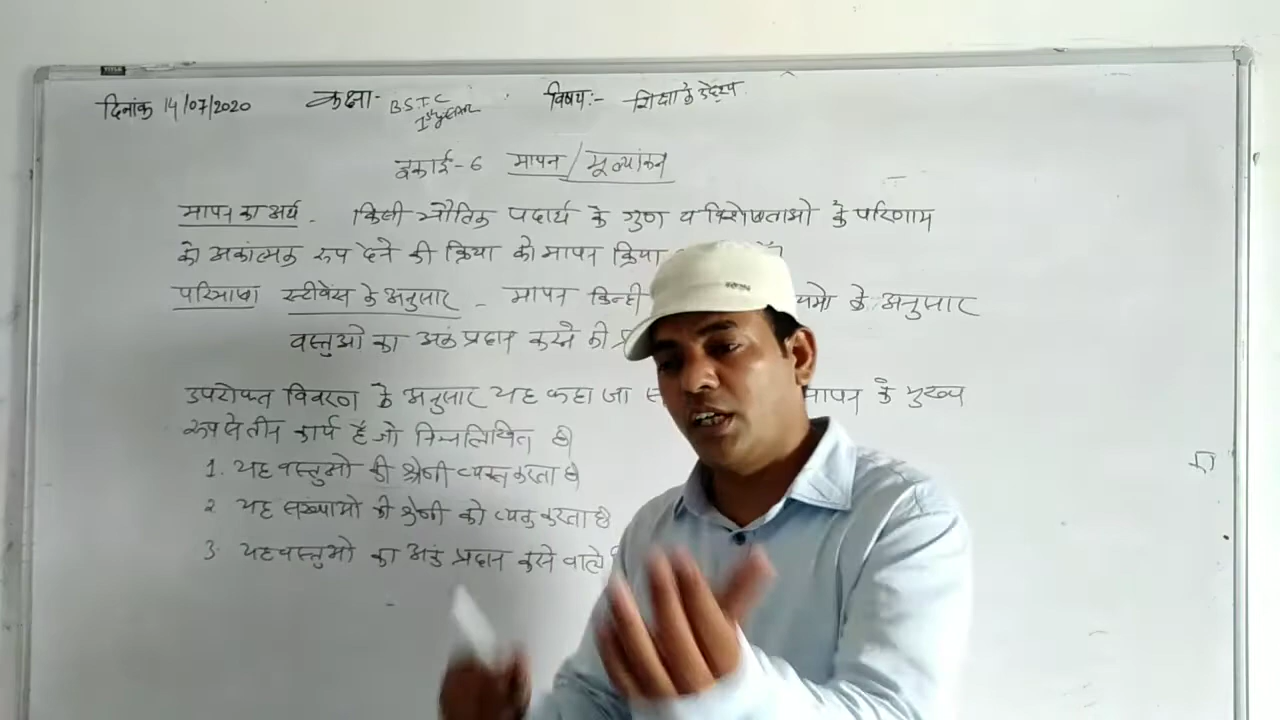 दिनांक 14/07/2020 कक्षा- BSTC 1st year विषय:- शिक्षा के उद्देश्य
इकाई-6 मापन / मूल्यांकन
मापन का अर्थ - किसी भौतिक पदार्थ के गुण व विशेषताओ के परिणाम
को अकांत्मक रूप देने की क्रिया को मापन क्रिया
परिभाषा स्टीवेंस के अनुसार - मापन किन्ही यमो के अनुसार
वस्तुओ का अंक प्रदान करने की
उपरोक्त विवरण के अनुसार यह कहा जा मापन के मुख्य
रूप से तीन कार्य हैं जो निम्नलिखित है
1. यह वस्तुओ की श्रेणी व्यक्त करता है
2 यह संख्याओ की श्रेणी को व्यक्त करता है
3. यह वस्तुओ का अंक प्रदान करने वाले